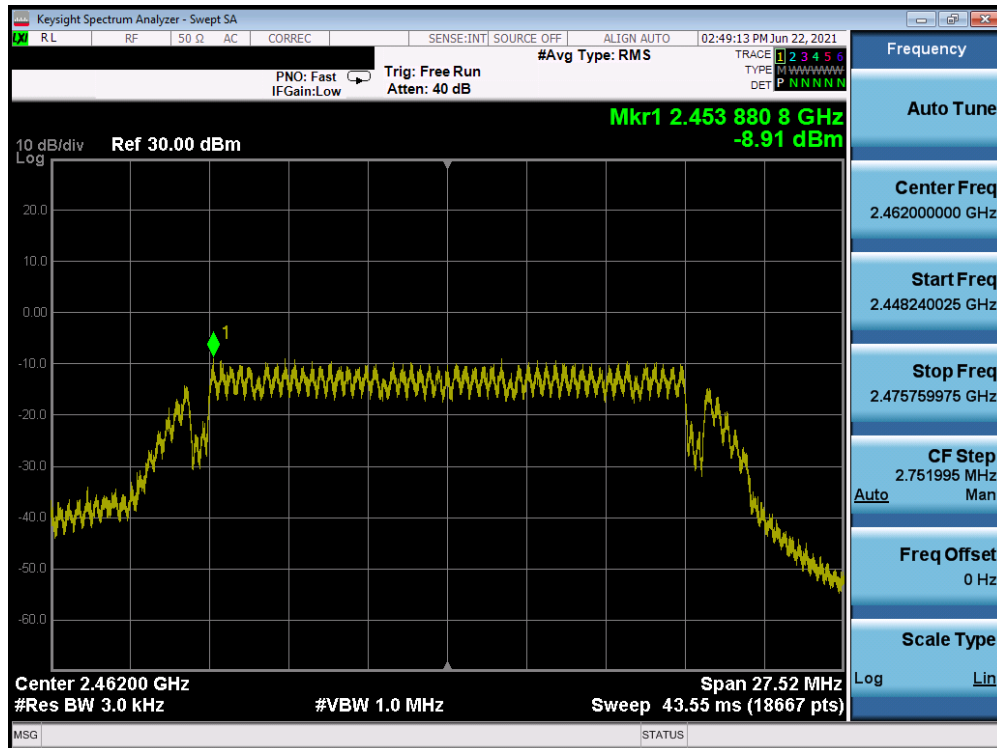 Keysight Spectrum Analyzer - Swept SA
LXI RL RF 50 Ω AC CORREC SENSE:INT SOURCE OFF ALIGN AUTO 02:49:13 PM Jun 22, 2021
#Avg Type: RMS
TRACE 1 2 3 4 5 6
TYPE M WWWWW
DET P N N N N N
PNO: Fast
IFGain:Low
Trig: Free Run
Atten: 40 dB
Mkr1 2.453 880 8 GHz
-8.91 dBm
10 dB/div Ref 30.00 dBm
Log
20.0
10.0
0.00
-10.0
-20.0
-30.0
-40.0
-50.0
-60.0
1
Center 2.46200 GHz
Span 27.52 MHz
#Res BW 3.0 kHz
#VBW 1.0 MHz
Sweep 43.55 ms (18667 pts)
MSG
STATUS
Frequency
Auto Tune
Center Freq
2.462000000 GHz
Start Freq
2.448240025 GHz
Stop Freq
2.475759975 GHz
CF Step
2.751995 MHz
Auto Man
Freq Offset
0 Hz
Scale Type
Log Lin